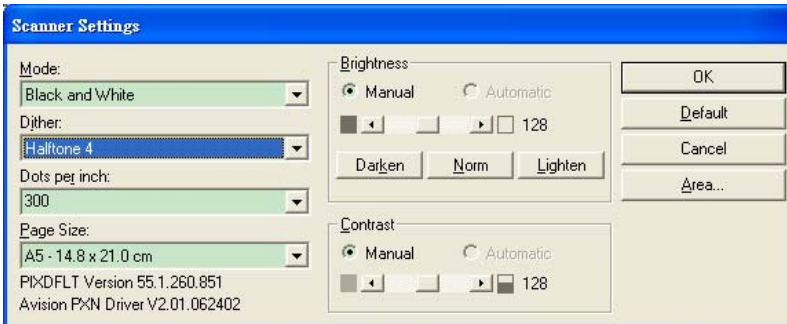 Scanner Settings
Mode:
Black and White
Dither:
Halftone 4
Dots per inch:
300
Page Size:
A5 - 14.8 x 21.0 cm
PIXDFLT Version 55.1.260.851
Avision PXN Driver V2.01.062402
Brightness
Manual
Automatic
128
Darken
Norm
Lighten
Contrast
Manual
Automatic
128
OK
Default
Cancel
Area...